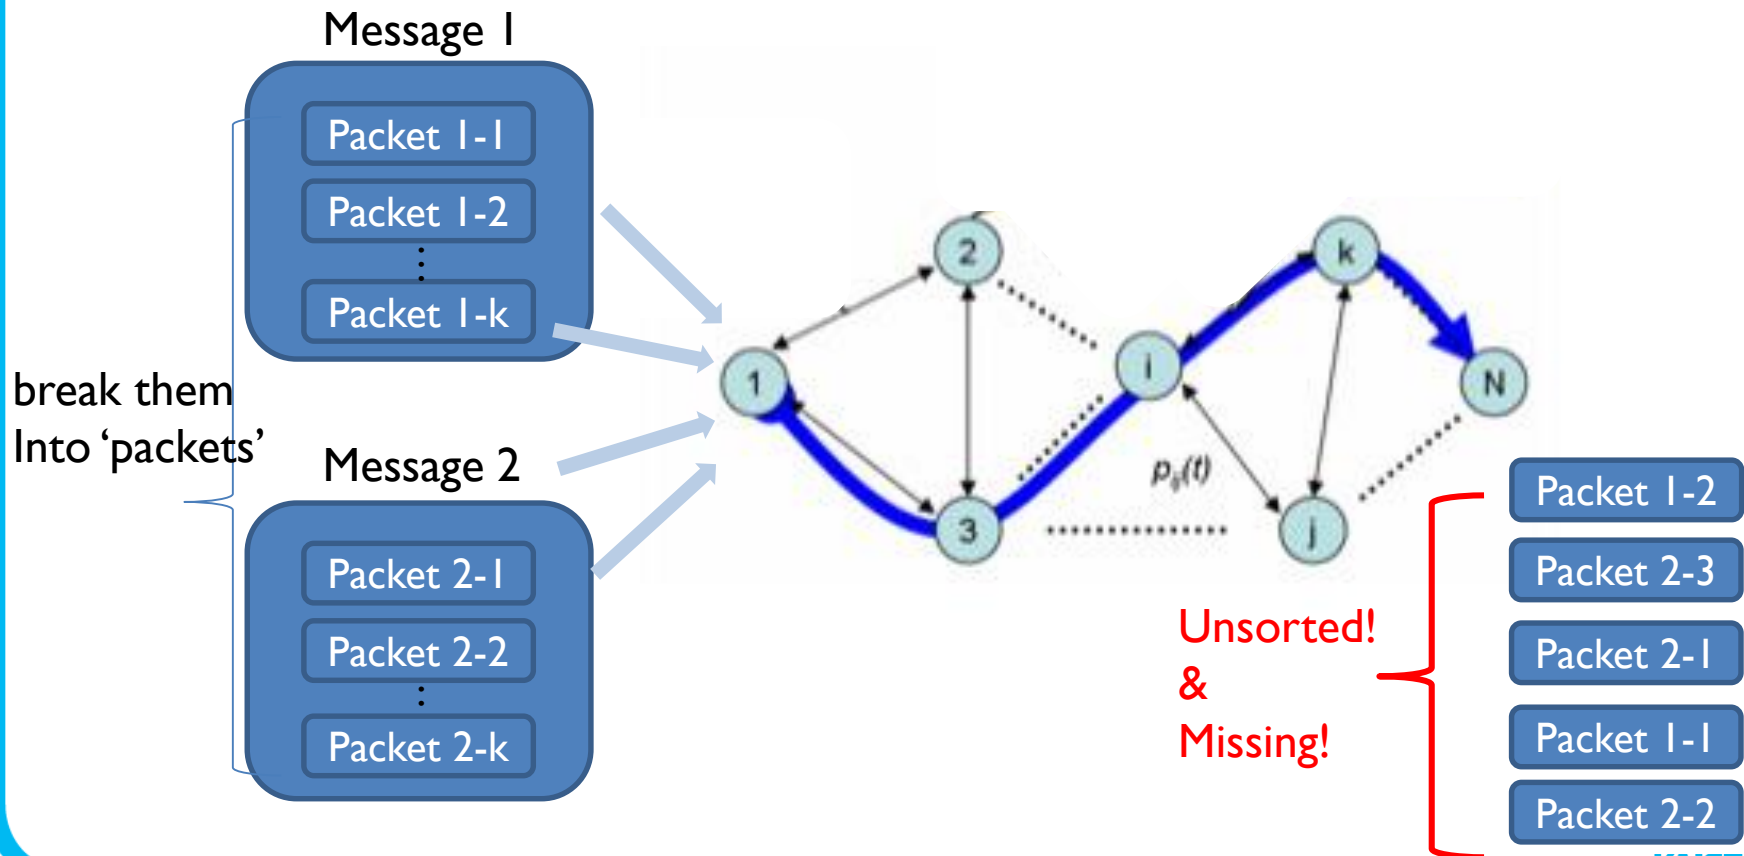 Message 1
Packet 1-1
Packet 1-2
Packet 1-k
break them
Into ‘packets’
Message 2
Packet 2-1
Packet 2-2
Packet 2-k
2
k
1
i
N
pij(t)
3
j
Unsorted!
&
Missing!
Packet 1-2
Packet 2-3
Packet 2-1
Packet 1-1
Packet 2-2